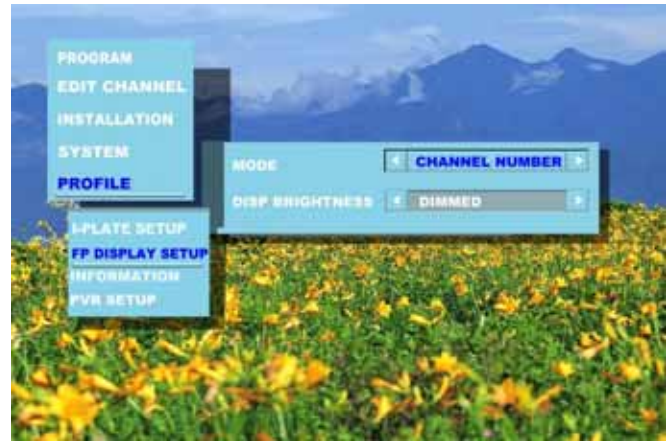 PROGRAM
EDIT CHANNEL
INSTALLATION
SYSTEM
PROFILE
I-PLATE SETUP
FP DISPLAY SETUP
INFORMATION
PVR SETUP
MODE CHANNEL NUMBER
DISP BRIGHTNESS DIMMED